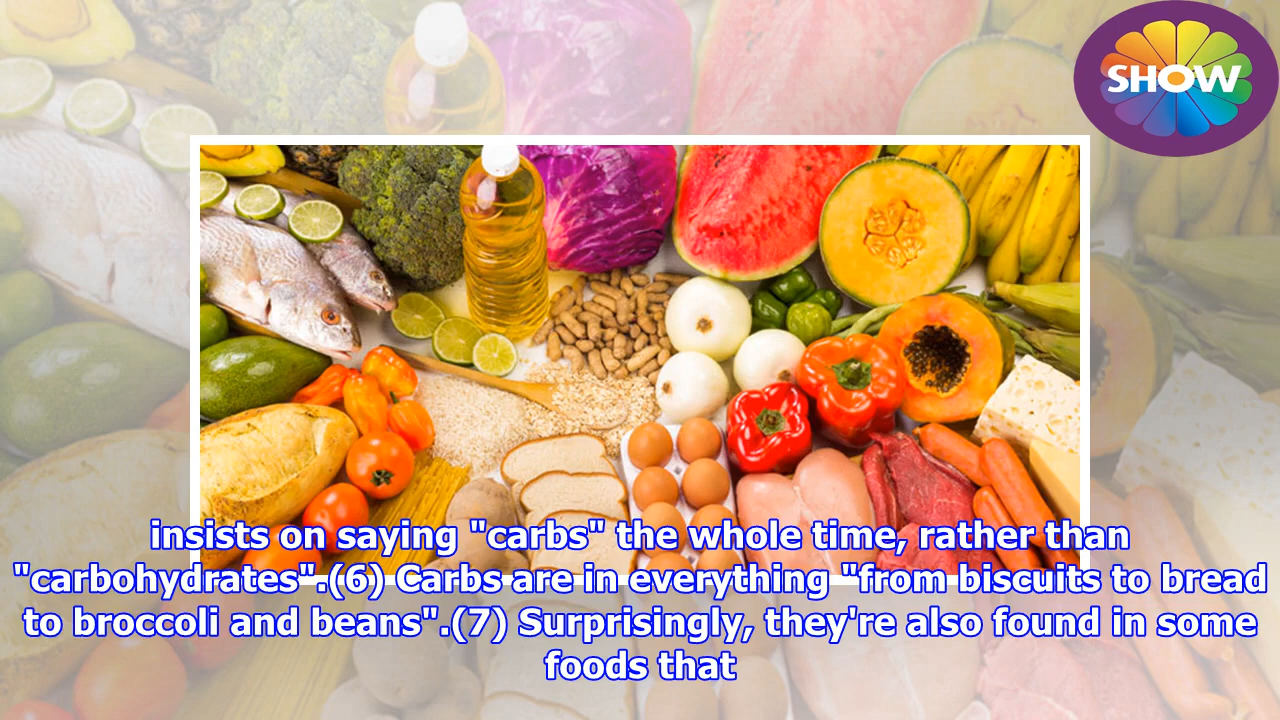 SHOW
insists on saying "carbs" the whole time, rather than
"carbohydrates".(6) Carbs are in everything "from biscuits to bread
to broccoli and beans".(7) Surprisingly, they're also found in some
foods that